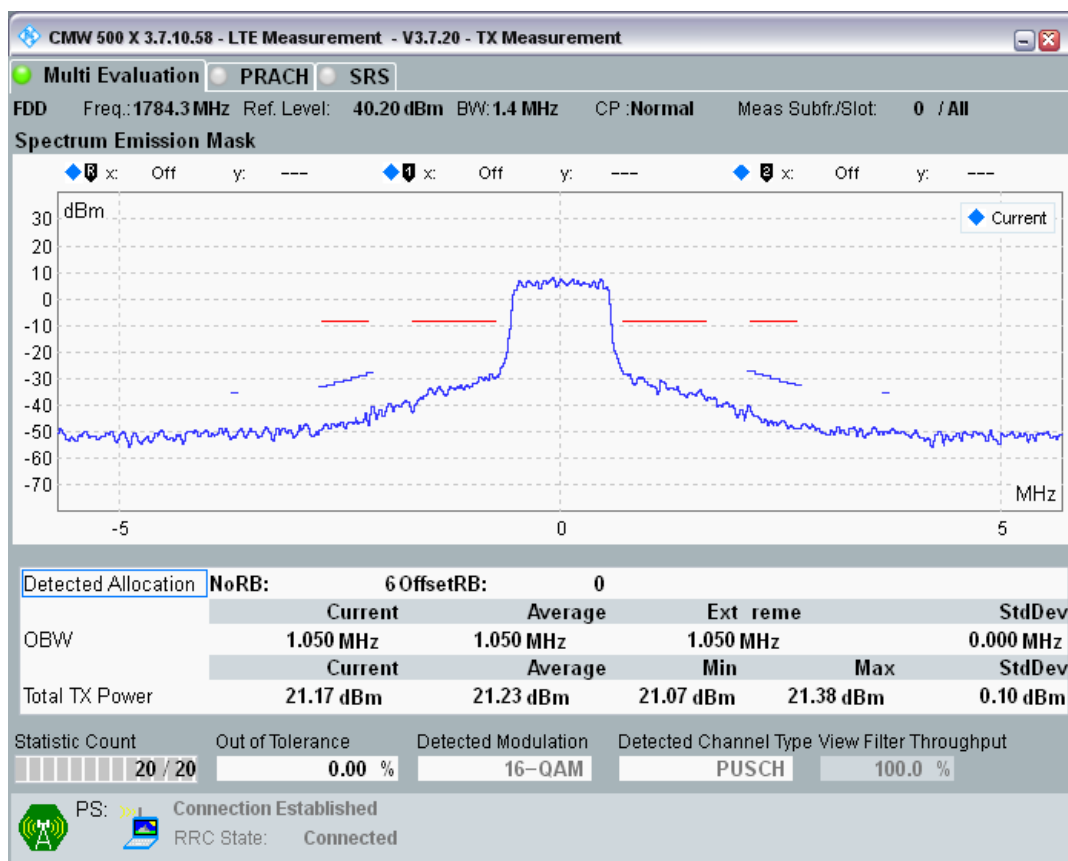 CMW 500 X 3.7.10.58 - LTE Measurement - V3.7.20 - TX Measurement
Multi Evaluation PRACH SRS
FDD Freq.: 1784.3 MHz Ref. Level: 40.20 dBm BW: 1.4 MHz CP :Normal Meas Subfr./Slot: 0 / All
Spectrum Emission Mask
R x: Off y: --- 1 x: Off y: --- 2 x: Off y: ---
dBm
Current
30
20
10
0
-10
-20
-30
-40
-50
-60
-70
MHz
-5 0 5
Detected Allocation NoRB: 6 OffsetRB: 0
Current Average Ext reme StdDev
OBW 1.050 MHz 1.050 MHz 1.050 MHz 0.000 MHz
Current Average Min Max StdDev
Total TX Power 21.17 dBm 21.23 dBm 21.07 dBm 21.38 dBm 0.10 dBm
Statistic Count Out of Tolerance Detected Modulation Detected Channel Type View Filter Throughput
20 / 20 0.00 % 16-QAM PUSCH 100.0 %
PS: Connection Established
RRC State: Connected